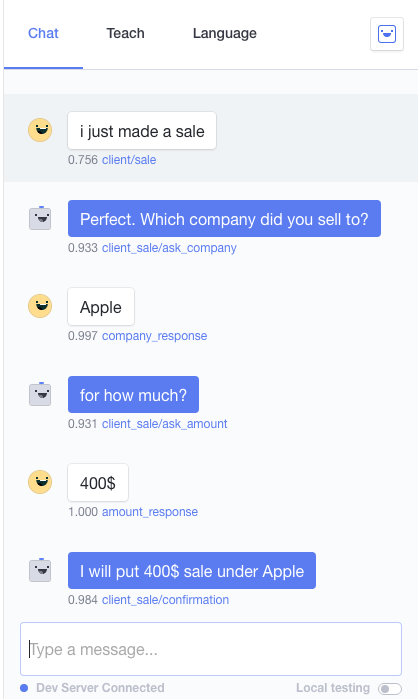 Chat Teach Language
i just made a sale
0.756 client/sale
Perfect. Which company did you sell to?
0.933 client_sale/ask_company
Apple
0.997 company_response
for how much?
0.931 client_sale/ask_amount
400$
1.000 amount_response
I will put 400$ sale under Apple
0.984 client_sale/confirmation
Type a message...
Dev Server Connected Local testing